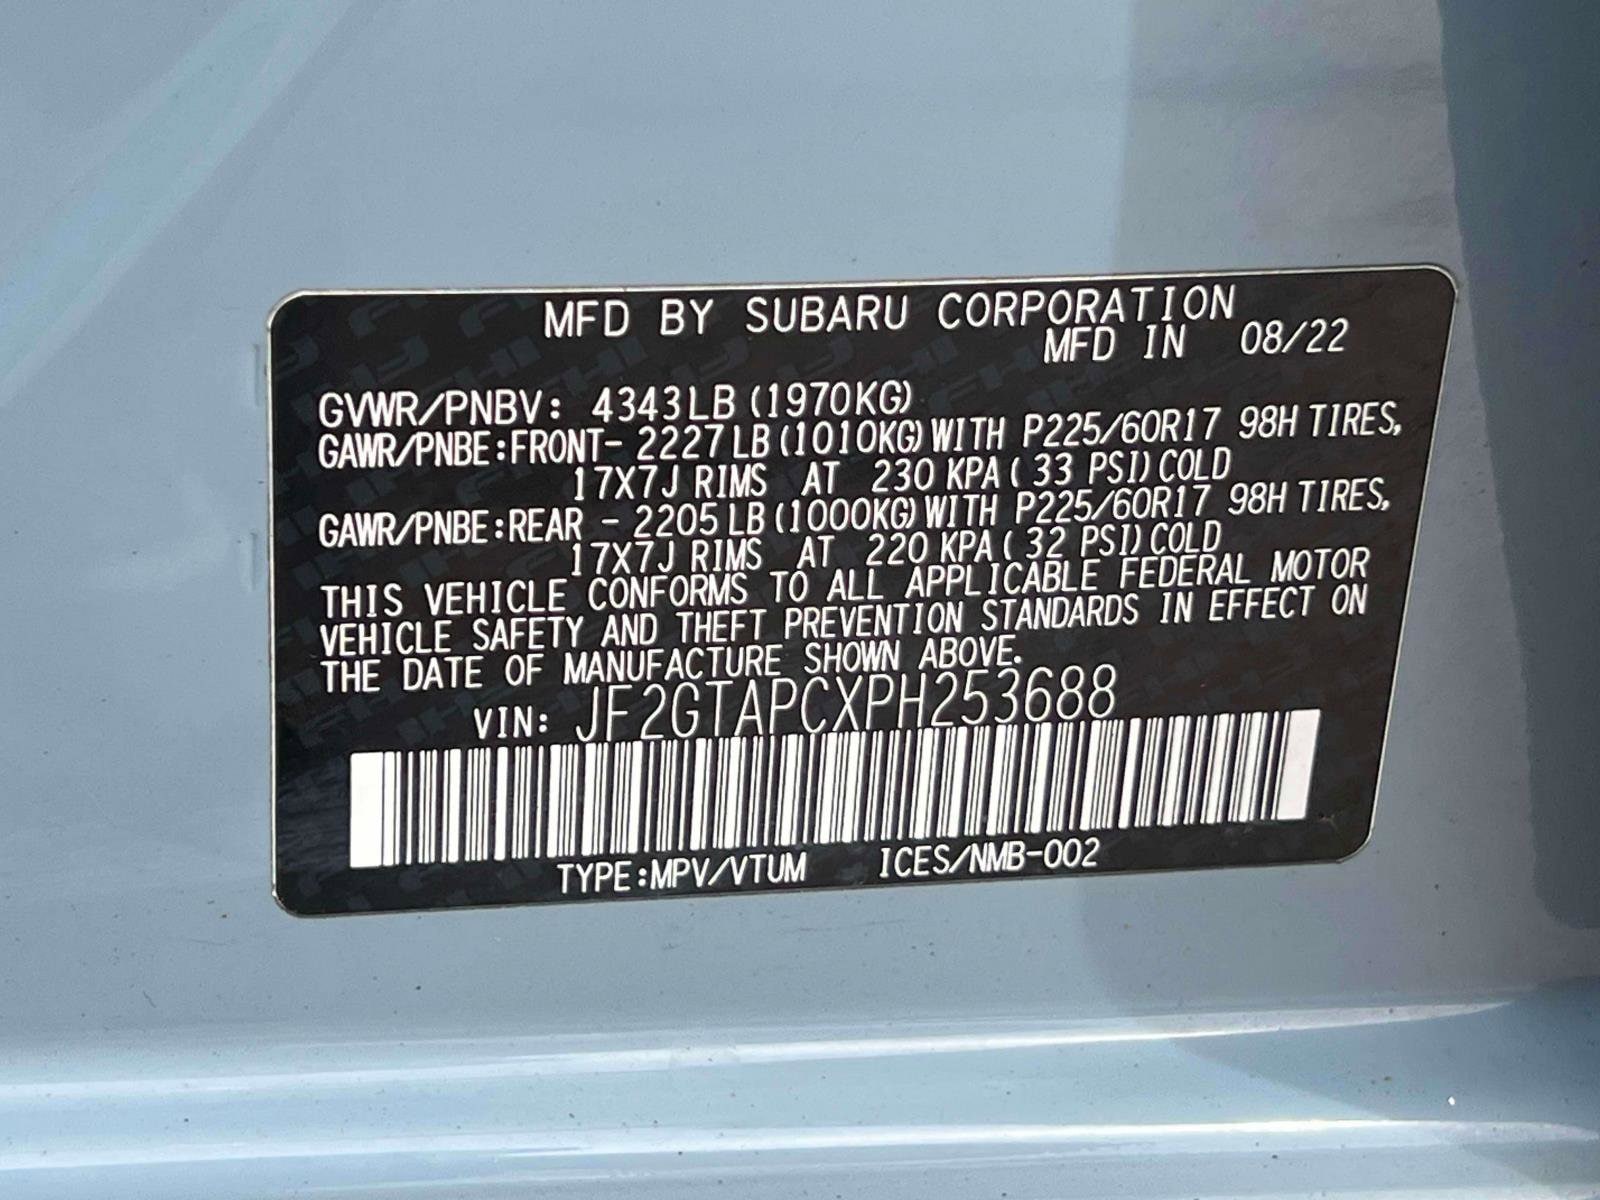 MFD BY SUBARU CORPORATION
MFD IN 08/22
GVWR/PNBV: 4343LB (1970KG)
GAWR/PNBE:FRONT- 2227LB (1010KG) WITH P225/60R17 98H TIRES,
17X7J RIMS AT 230 KPA ( 33 PSI) COLD
GAWR/PNBE:REAR - 2205LB (1000KG) WITH P225/60R17 98H TIRES,
17X7J RIMS AT 220 KPA ( 32 PSI) COLD
THIS VEHICLE CONFORMS TO ALL APPLICABLE FEDERAL MOTOR
VEHICLE SAFETY AND THEFT PREVENTION STANDARDS IN EFFECT ON
THE DATE OF MANUFACTURE SHOWN ABOVE.
VIN: JF2GTAPCXPH253688
TYPE:MPV/VTUM ICES/NMB-002